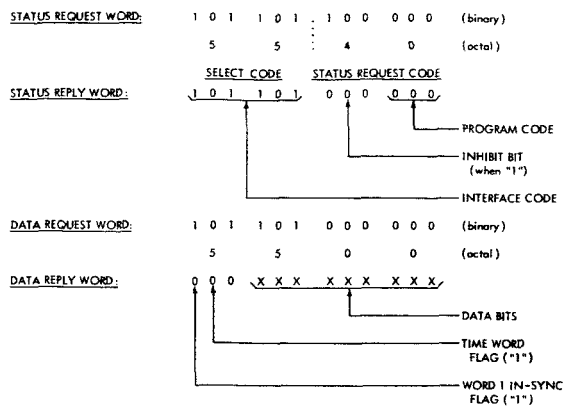 STATUS REQUEST WORD: 1 0 1 1 0 1 1 0 0 0 0 0 (binary)
5 5 4 0 (octal)
SELECT CODE STATUS REQUEST CODE
STATUS REPLY WORD: 1 0 1 1 0 1 0 0 0 0 0 0
PROGRAM CODE
INHIBIT BIT
(when "1")
INTERFACE CODE
DATA REQUEST WORD: 1 0 1 1 0 1 0 0 0 0 0 0 (binary)
5 5 0 0 (octal)
DATA REPLY WORD: 0 0 0 X X X X X X X X X
DATA BITS
TIME WORD
FLAG ("1")
WORD 1 IN-SYNC
FLAG ("1")